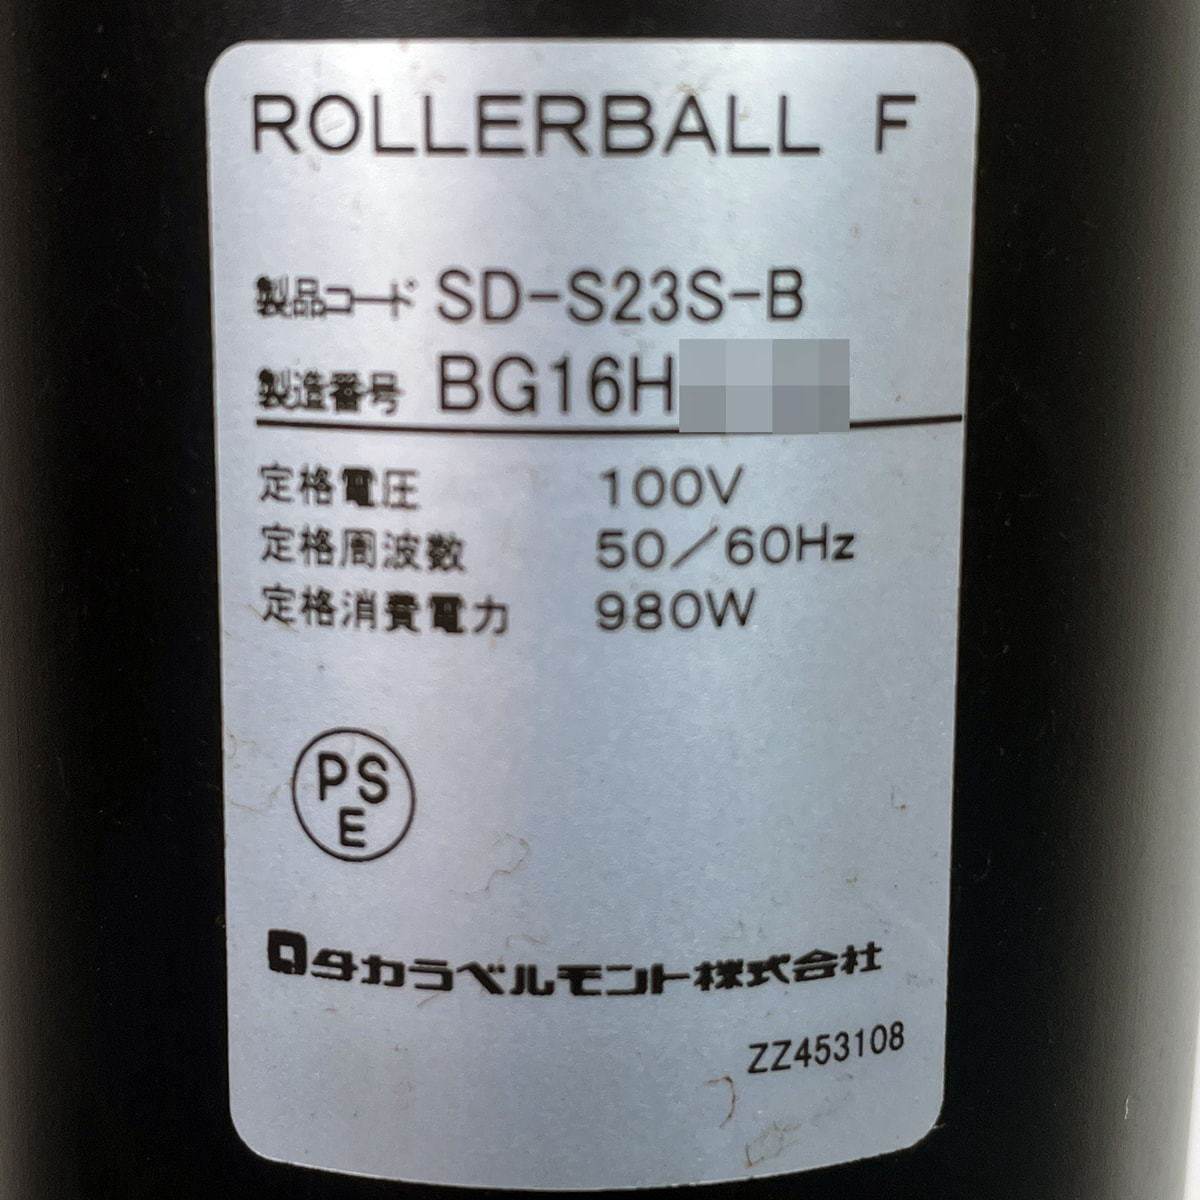 ROLLERBALL F
製品コード SD-S23S-B
製造番号 BG16H
定格電圧 100V
定格周波数 50/60Hz
定格消費電力 980W
PS
E
タカラベルモント株式会社
ZZ453108